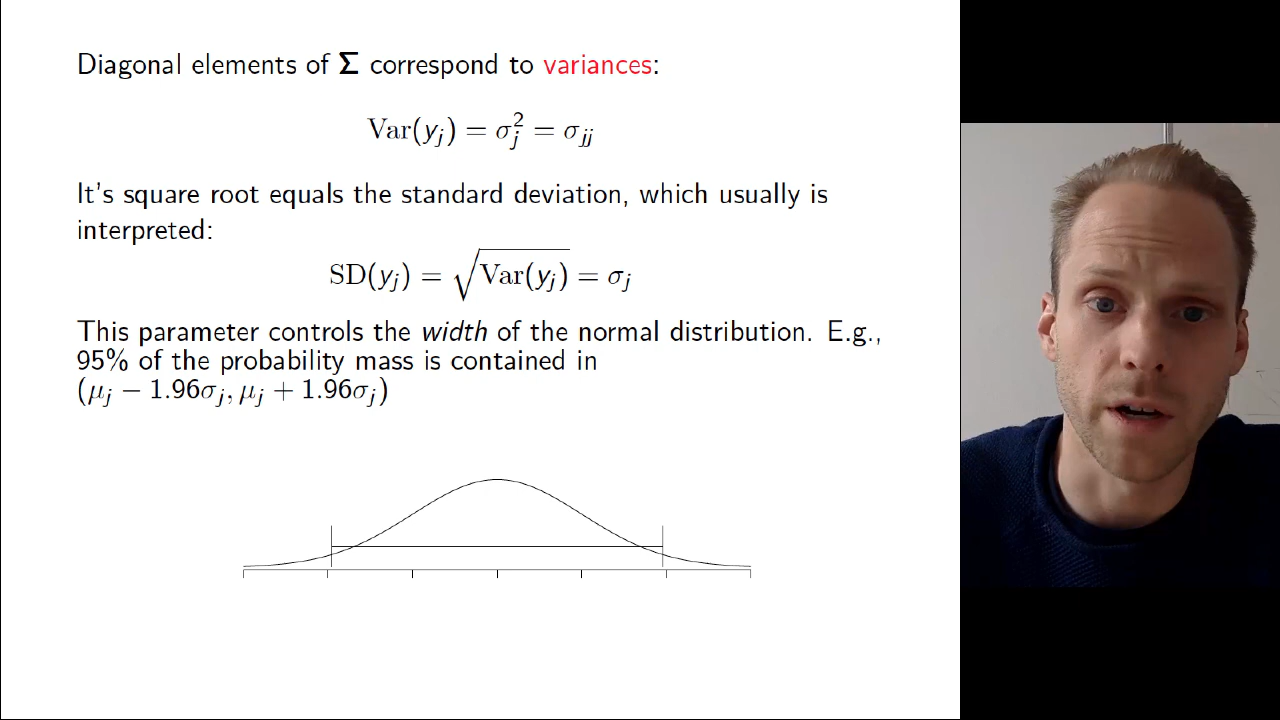 Diagonal elements of Σ correspond to variances:
Var(y_j) = σ_j^2 = σ_jj
It's square root equals the standard deviation, which usually is
interpreted:
SD(y_j) = √Var(y_j) = σ_j
This parameter controls the width of the normal distribution. E.g.,
95% of the probability mass is contained in
(μ_j − 1.96σ_j, μ_j + 1.96σ_j)